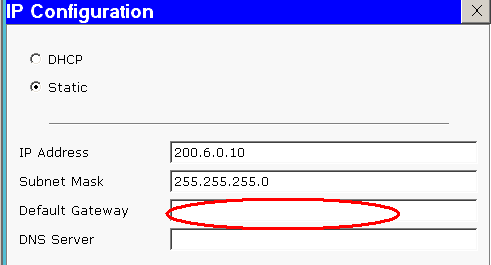 IP Configuration X
DHCP
Static
IP Address 200.6.0.10
Subnet Mask 255.255.255.0
Default Gateway
DNS Server